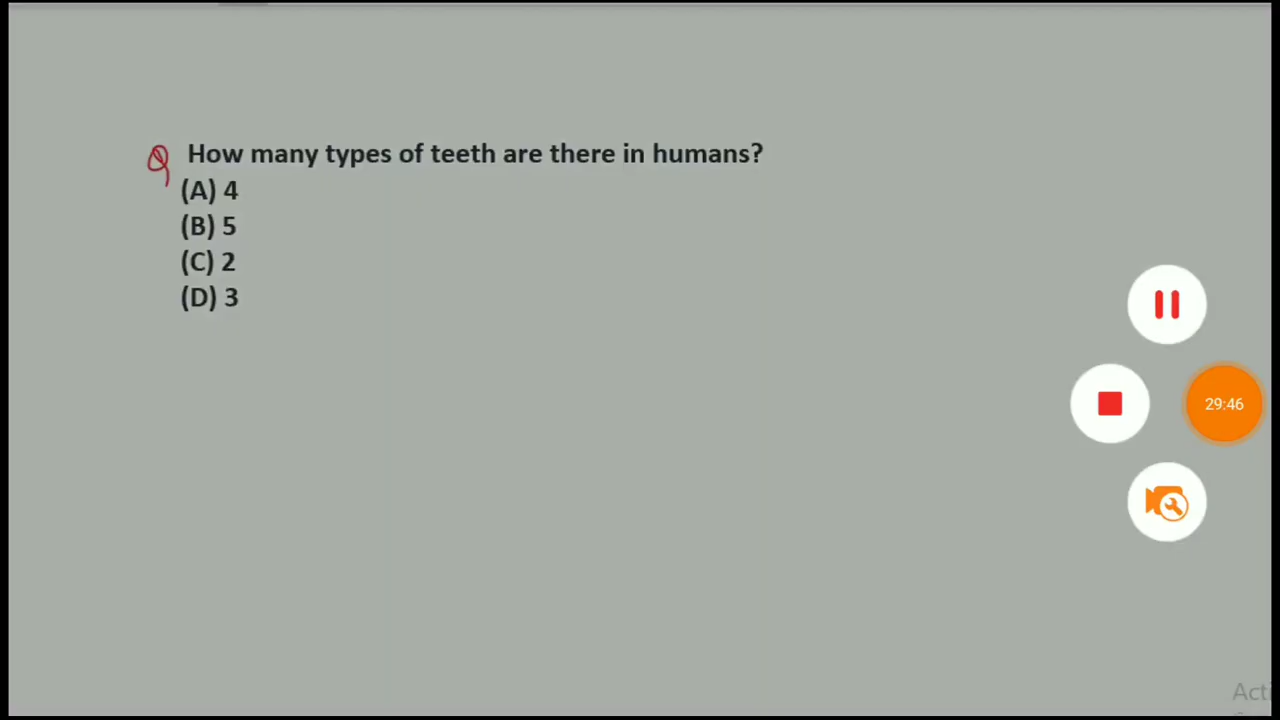 Q How many types of teeth are there in humans?
(A) 4
(B) 5
(C) 2
(D) 3
29:46